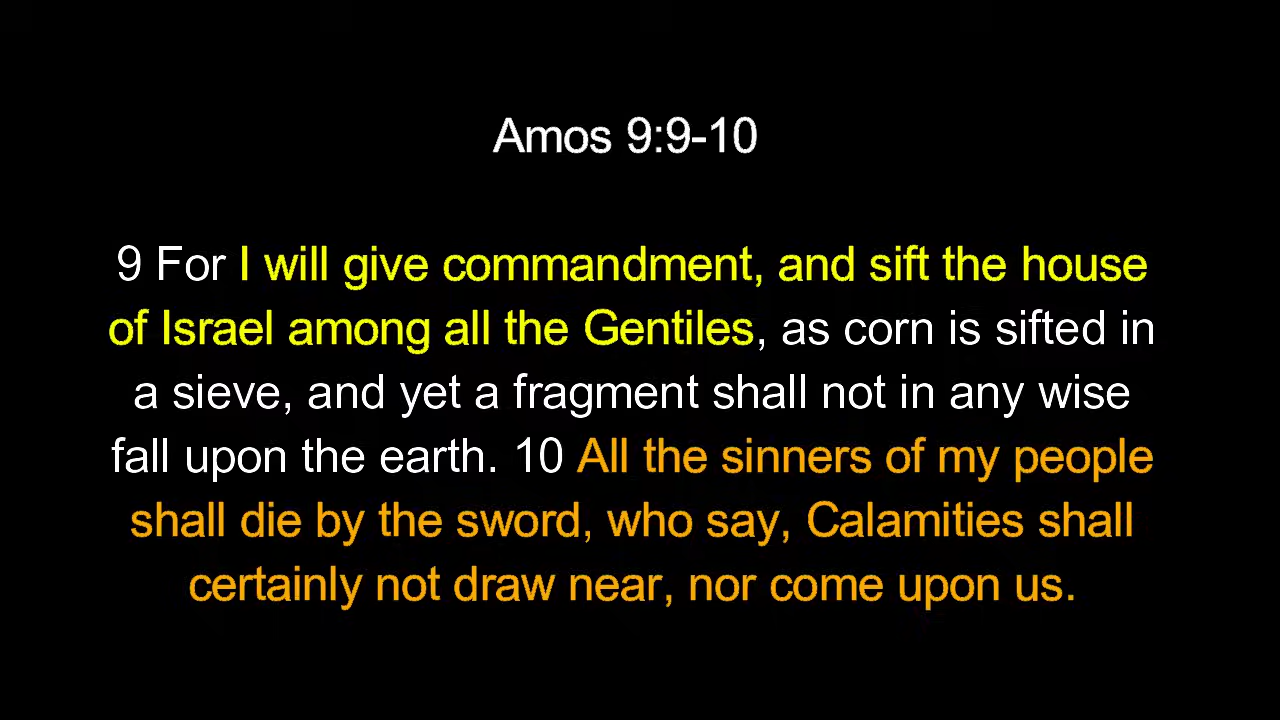 Amos 9:9-10
9 For I will give commandment, and sift the house
of Israel among all the Gentiles, as corn is sifted in
a sieve, and yet a fragment shall not in any wise
fall upon the earth. 10 All the sinners of my people
shall die by the sword, who say, Calamities shall
certainly not draw near, nor come upon us.